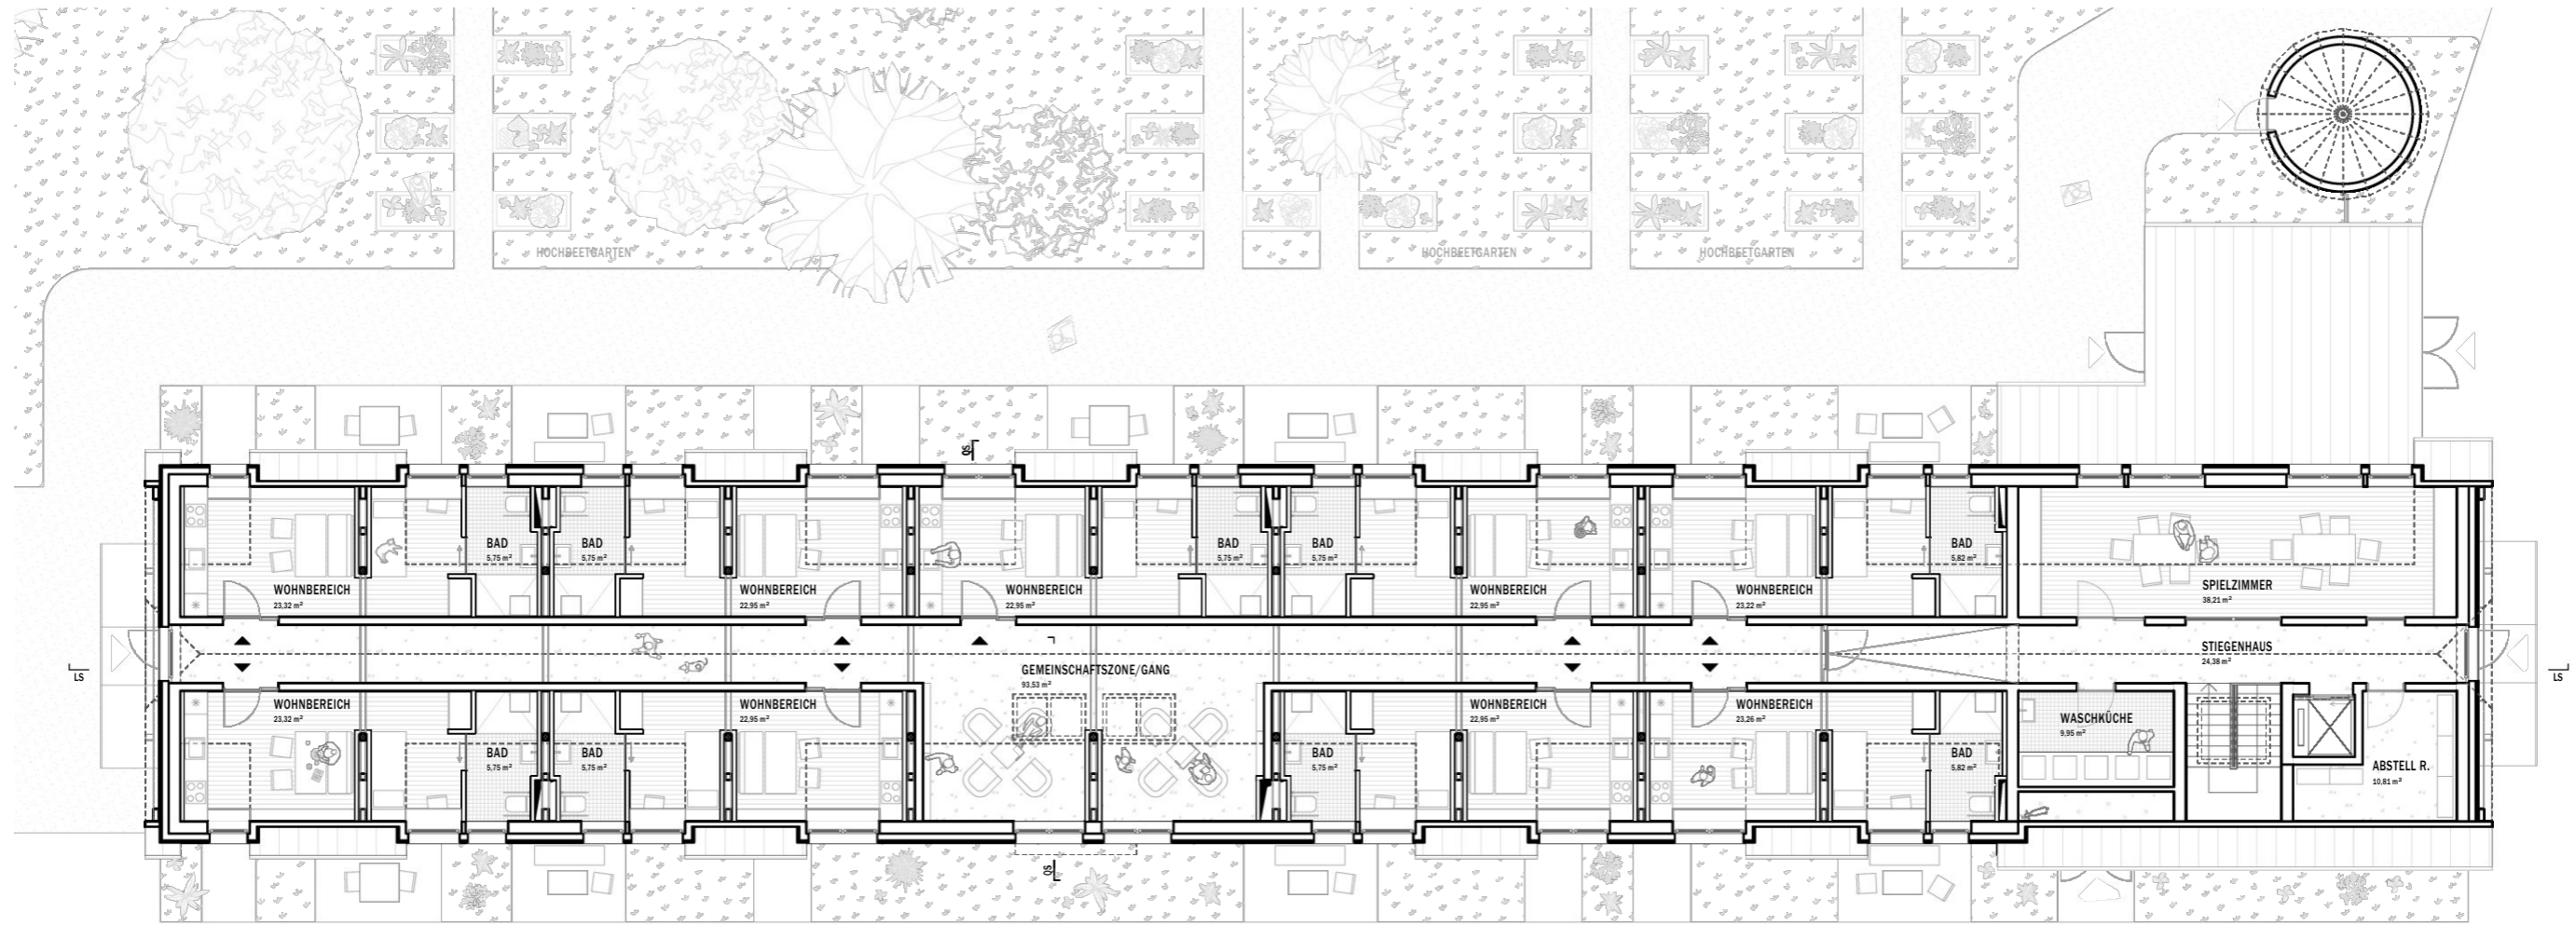 HOCHBEETGARTEN
HOCHBEETGARTEN
HOCHBEETGARTEN
QS
BAD
5,75 m²
BAD
5,75 m²
BAD
5,75 m²
BAD
5,75 m²
BAD
5,82 m²
WOHNBEREICH
23,32 m²
WOHNBEREICH
22,95 m²
WOHNBEREICH
22,95 m²
WOHNBEREICH
22,95 m²
WOHNBEREICH
23,22 m²
SPIELZIMMER
38,21 m²
LS
GEMEINSCHAFTSZONE/GANG
93,53 m²
STIEGENHAUS
24,38 m²
LS
WOHNBEREICH
23,32 m²
WOHNBEREICH
22,95 m²
WOHNBEREICH
22,95 m²
WOHNBEREICH
23,26 m²
WASCHKÜCHE
9,95 m²
BAD
5,75 m²
BAD
5,75 m²
BAD
5,75 m²
BAD
5,82 m²
ABSTELL R.
10,81 m²
QS